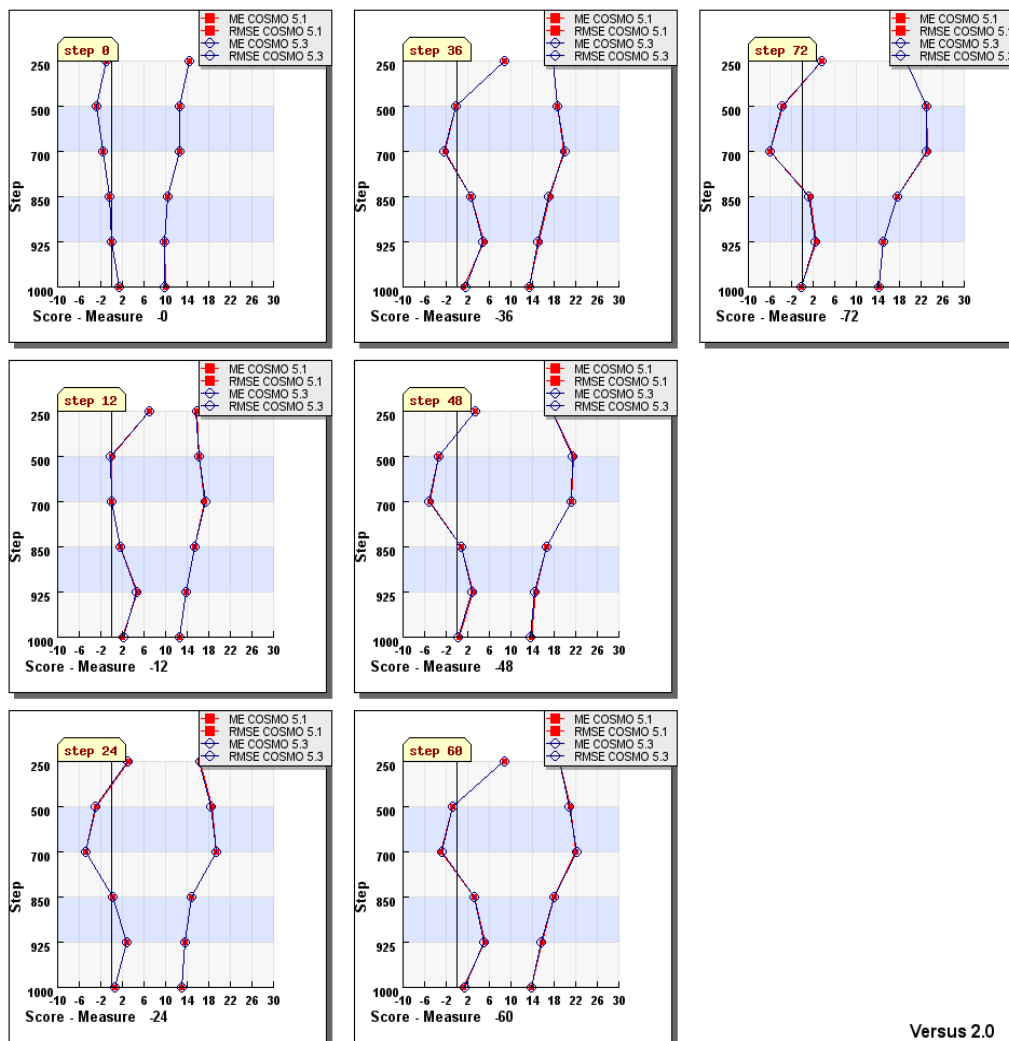 ME COSMO 5.1
RMSE COSMO 5.1
ME COSMO 5.3
RMSE COSMO 5.3
step 0
250
500
700
850
925
1000
Step
-10 -6 -2 2 6 10 14 18 22 26 30
Score - Measure -0
ME COSMO 5.1
RMSE COSMO 5.1
ME COSMO 5.3
RMSE COSMO 5.3
step 36
250
500
700
850
925
1000
Step
-10 -6 -2 2 6 10 14 18 22 26 30
Score - Measure -36
ME COSMO 5.1
RMSE COSMO 5.1
ME COSMO 5.3
RMSE COSMO 5.3
step 72
250
500
700
850
925
1000
Step
-10 -6 -2 2 6 10 14 18 22 26 30
Score - Measure -72
ME COSMO 5.1
RMSE COSMO 5.1
ME COSMO 5.3
RMSE COSMO 5.3
step 12
250
500
700
850
925
1000
Step
-10 -6 -2 2 6 10 14 18 22 26 30
Score - Measure -12
ME COSMO 5.1
RMSE COSMO 5.1
ME COSMO 5.3
RMSE COSMO 5.3
step 48
250
500
700
850
925
1000
Step
-10 -6 -2 2 6 10 14 18 22 26 30
Score - Measure -48
ME COSMO 5.1
RMSE COSMO 5.1
ME COSMO 5.3
RMSE COSMO 5.3
step 24
250
500
700
850
925
1000
Step
-10 -6 -2 2 6 10 14 18 22 26 30
Score - Measure -24
ME COSMO 5.1
RMSE COSMO 5.1
ME COSMO 5.3
RMSE COSMO 5.3
step 60
250
500
700
850
925
1000
Step
-10 -6 -2 2 6 10 14 18 22 26 30
Score - Measure -60
Versus 2.0